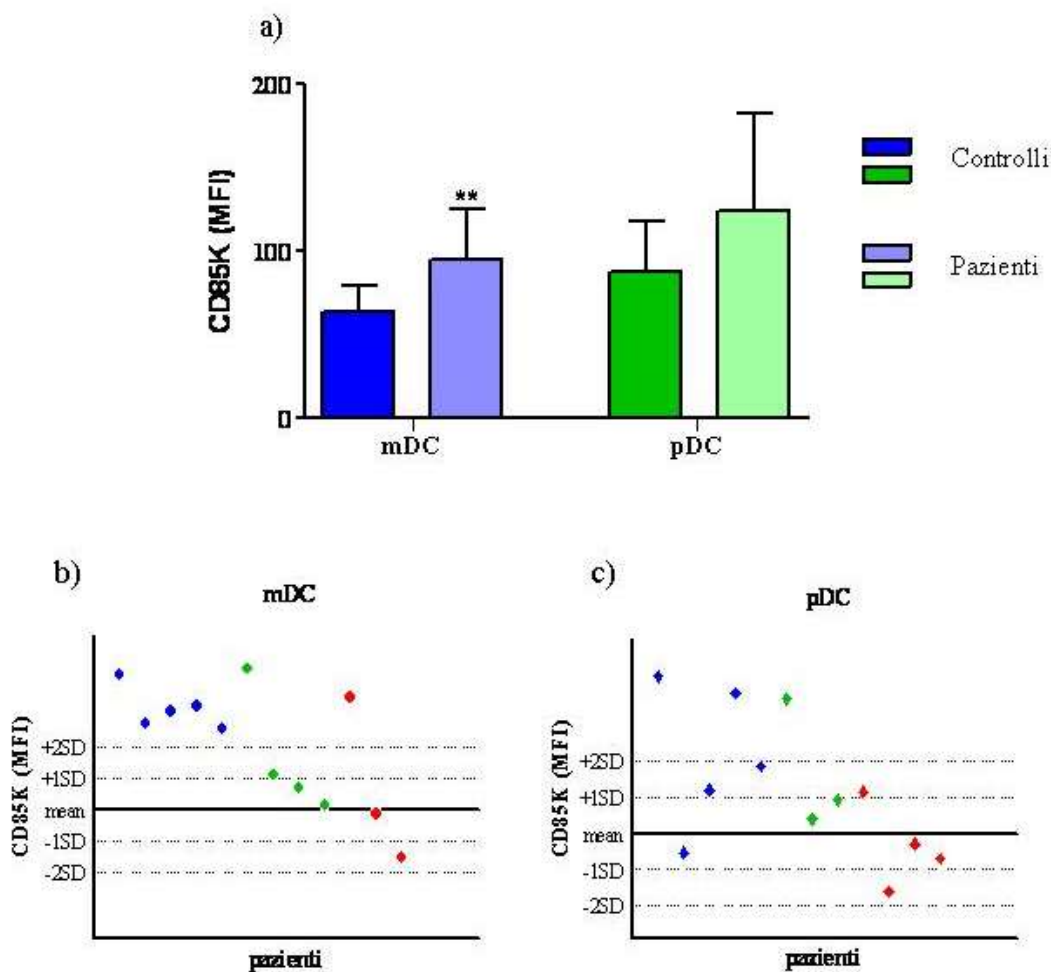 a)
200
100
0
CD85K (MFI)
**
mDC
pDC
Controlli
Pazienti
b)
mDC
CD85K (MFI)
+2SD
+1SD
mean
-1SD
-2SD
pazienti
c)
pDC
CD85K (MFI)
+2SD
+1SD
mean
-1SD
-2SD
pazienti